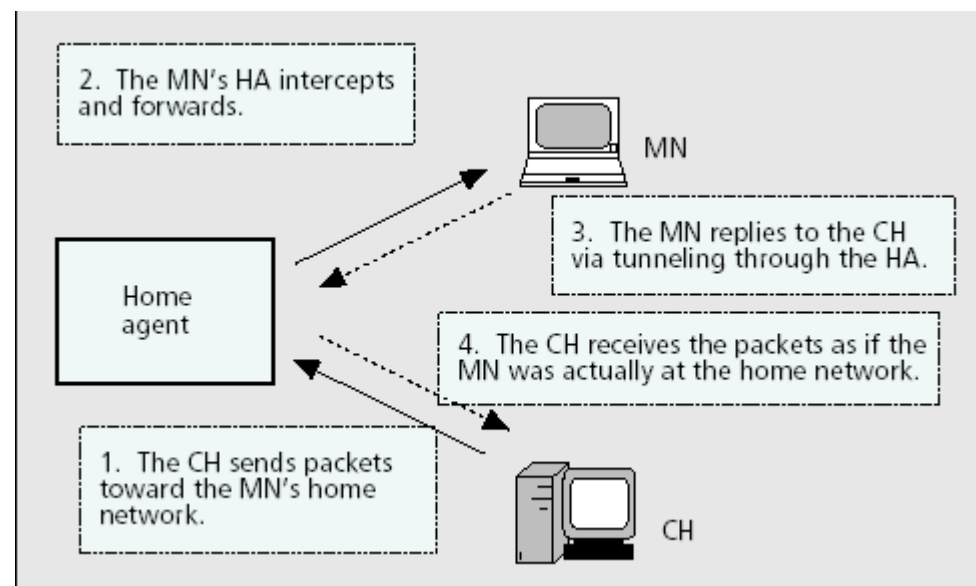 2. The MN's HA intercepts
and forwards.
MN
3. The MN replies to the CH
via tunneling through the HA.
Home
agent
4. The CH receives the packets as if the
MN was actually at the home network.
1. The CH sends packets
toward the MN's home
network.
CH